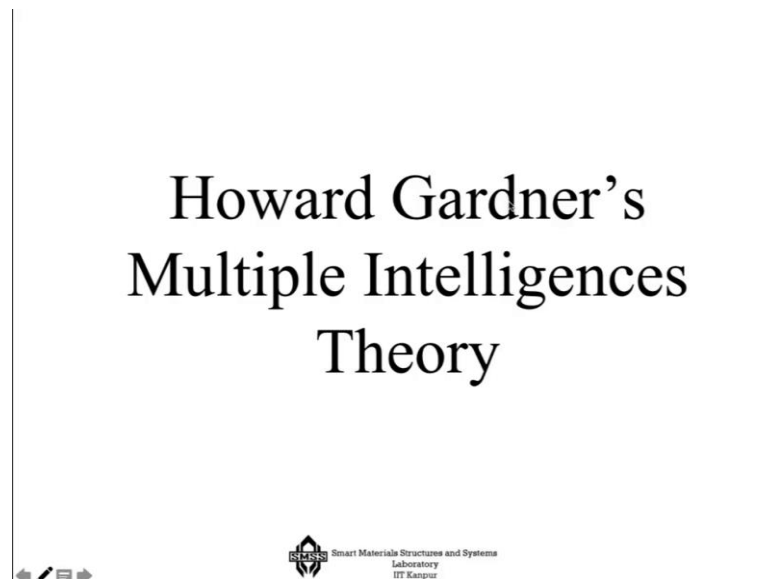 Howard Gardner’s
Multiple Intelligences
Theory
SMSS
Smart Materials Structures and Systems
Laboratory
IIT Kanpur